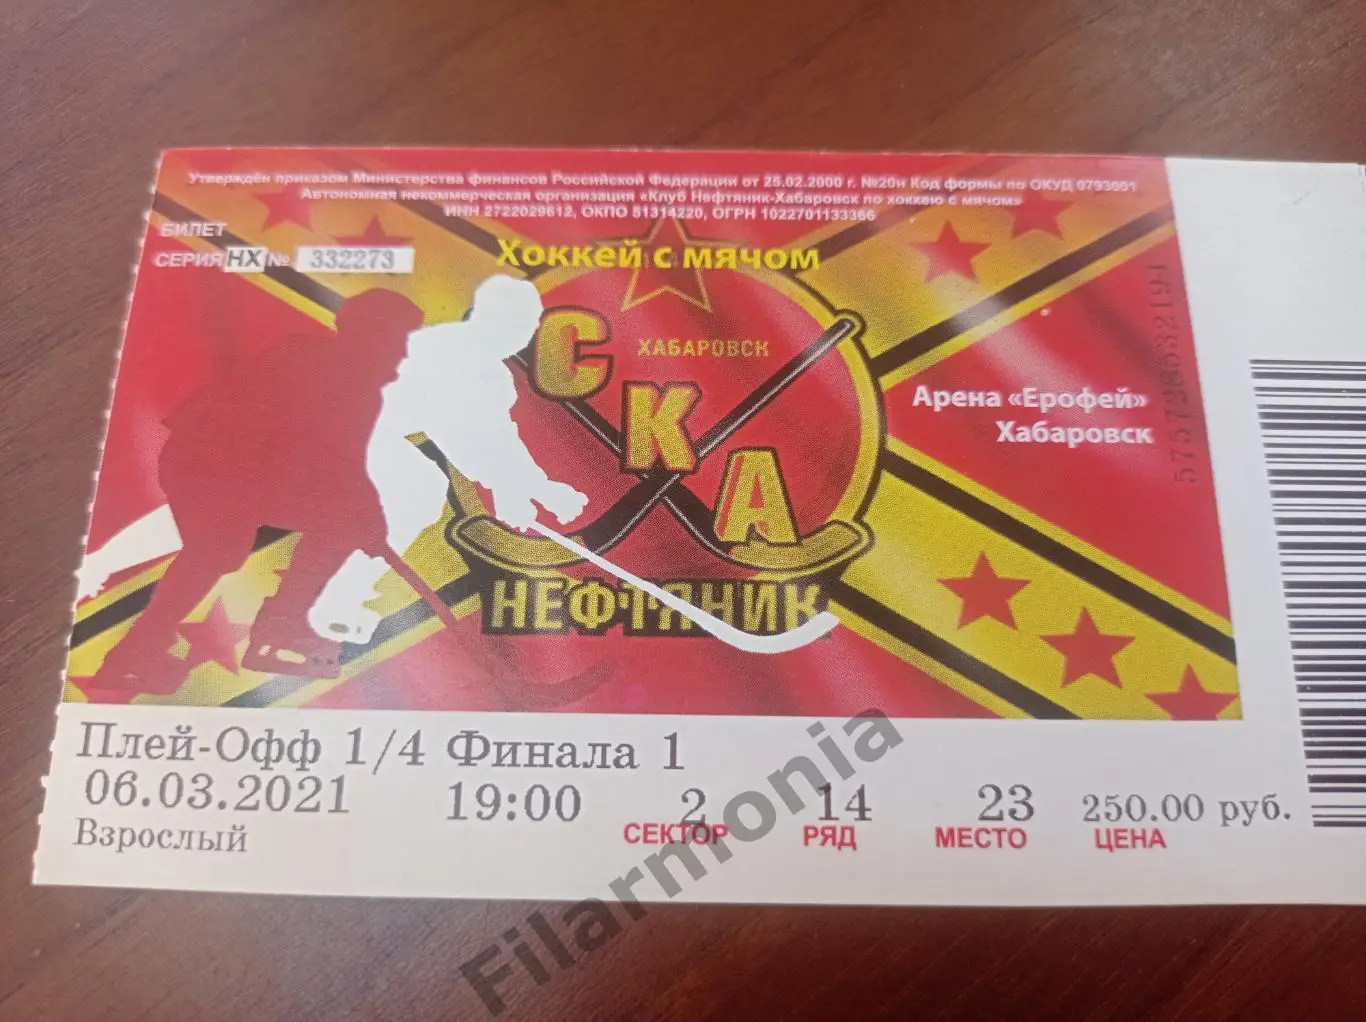 Утверждён приказом Министерства финансов Российской Федерации от 25.02.2000 г. №20н Код формы по ОКУД 0793001
Автономная некоммерческая организация «Клуб Нефтяник-Хабаровск по хоккею с мячом»
ИНН 2722029612, ОКПО 51314220, ОГРН 1022701133366
БИЛЕТ
СЕРИЯ НХ № 332273
Хоккей с мячом
СКА
ХАБАРОВСК
НЕФТЯНИК
Арена «Ерофей»
Хабаровск
575728532194
Плей-Офф 1/4 Финала 1
06.03.2021 19:00 2 14 23 250.00 руб.
СЕКТОР РЯД МЕСТО ЦЕНА
Взрослый
Filarmonia